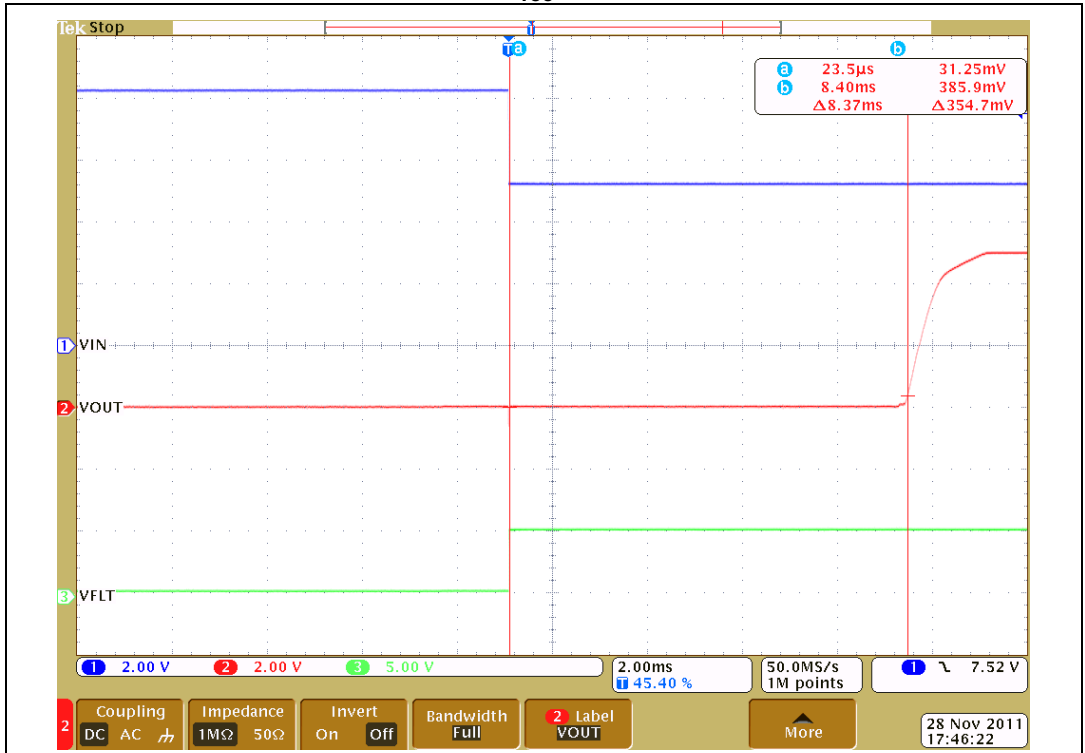 Tek Stop
T a b
a 23.5µs 31.25mV
b 8.40ms 385.9mV
Δ8.37ms Δ354.7mV
1 VIN
2 VOUT
3 VFLT
1 2.00 V 2 2.00 V 3 5.00 V 2.00ms 50.0MS/s 1 7.52 V
T 45.40 % 1M points
2
Coupling Impedance Invert Bandwidth 2 Label More
DC AC 1MΩ 50Ω On Off Full VOUT
28 Nov 2011
17:46:22